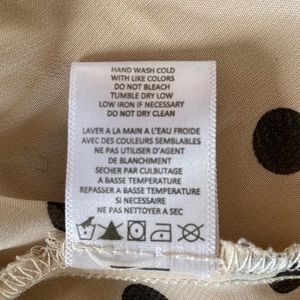 HAND WASH COLD
WITH LIKE COLORS
DO NOT BLEACH
TUMBLE DRY LOW
LOW IRON IF NECESSARY
DO NOT DRY CLEAN
LAVER A LA MAIN A L'EAU FROIDE
AVEC DES COULEURS SEMBLABLES
NE PAS UTILISER D'AGENT
DE BLANCHIMENT
SECHER PAR CULBUTAGE
A BASSE TEMPERATURE
REPASSER A BASSE TEMPERATURE
SI NECESSAIRE
NE PAS NETTOYER A SEC